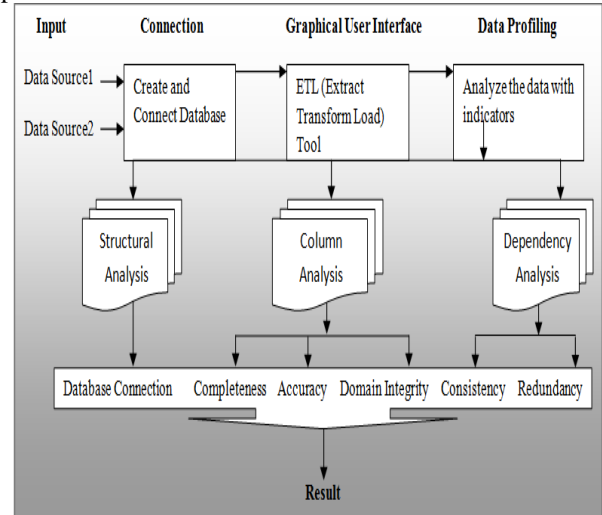 Input Connection Graphical User Interface Data Profiling
Data Source1
Data Source2
Create and
Connect Database
ETL (Extract
Transform Load)
Tool
Analyze the data with
indicators
Structural
Analysis
Column
Analysis
Dependency
Analysis
Database Connection Completeness Accuracy Domain Integrity Consistency Redundancy
Result